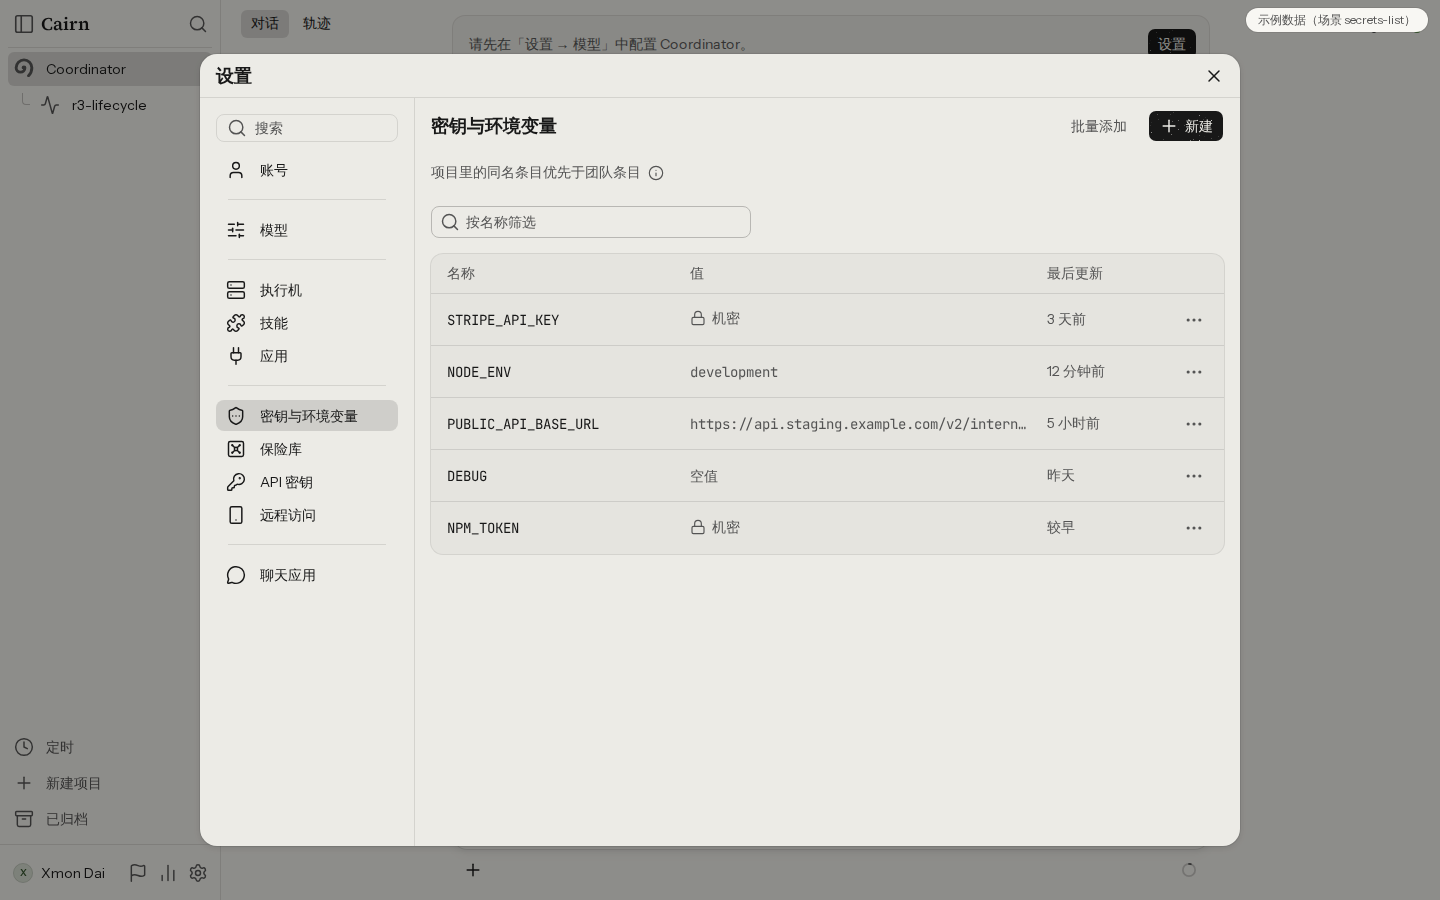 Cairn
对话
轨迹
示例数据（场景 secrets-list）
Coordinator
r3-lifecycle
请先在「设置 → 模型」中配置 Coordinator。
设置
设置
搜索
账号
模型
执行机
技能
应用
密钥与环境变量
保险库
API 密钥
远程访问
聊天应用
密钥与环境变量
批量添加
新建
项目里的同名条目优先于团队条目
按名称筛选
名称 值 最后更新
STRIPE_API_KEY 机密 3 天前
NODE_ENV development 12 分钟前
PUBLIC_API_BASE_URL https://api.staging.example.com/v2/intern… 5 小时前
DEBUG 空值 昨天
NPM_TOKEN 机密 较早
定时
新建项目
已归档
X Xmon Dai